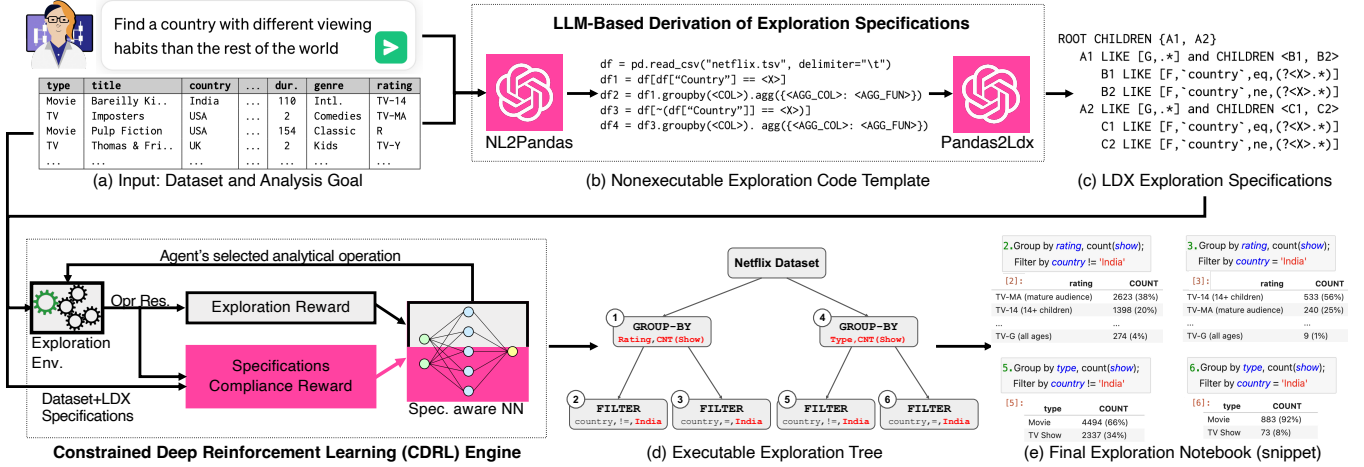 Find a country with different viewing
habits than the rest of the world
type title country ... dur. genre rating
Movie Bareilly Ki.. India ... 110 Intl. TV-14
TV Imposters USA ... 2 Comedies TV-MA
Movie Pulp Fiction USA ... 154 Classic R
TV Thomas & Fri.. UK ... 2 Kids TV-Y
... ... ... ... ... ...
(a) Input: Dataset and Analysis Goal
LLM-Based Derivation of Exploration Specifications
df = pd.read_csv("netflix.tsv", delimiter="\t")
df1 = df[df[“Country”] == <X>]
df2 = df1.groupby(<COL>).agg({<AGG_COL>: <AGG_FUN>})
df3 = df[~(df[“Country”]] == <X>)]
df4 = df3.groupby(<COL>). agg({<AGG_COL>: <AGG_FUN>})
NL2Pandas
Pandas2Ldx
(b) Nonexecutable Exploration Code Template
ROOT CHILDREN {A1, A2}
A1 LIKE [G,.*] and CHILDREN <B1, B2>
B1 LIKE [F,`country`,eq,(?<X>.*)]
B2 LIKE [F,`country`,ne,(?<X>.*)]
A2 LIKE [G,.*] and CHILDREN <C1, C2>
C1 LIKE [F,`country`,eq,(?<X>.*)]
C2 LIKE [F,`country`,ne,(?<X>.*)]
(c) LDX Exploration Specifications
Agent's selected analytical operation
Opr Res.
Exploration Reward
Exploration
Env.
Specifications
Compliance Reward
Dataset+LDX
Specifications
Spec. aware NN
Constrained Deep Reinforcement Learning (CDRL) Engine
Netflix Dataset
1
GROUP-BY
Rating,CNT(Show)
4
GROUP-BY
Type,CNT(Show)
2
FILTER
country,!=,India
3
FILTER
country,=,India
5
FILTER
country,!=,India
6
FILTER
country,=,India
(d) Executable Exploration Tree
2.Group by rating, count(show);
Filter by country != 'India'
[2]:
rating COUNT
TV-MA (mature audience) 2623 (38%)
TV-14 (14+ children) 1398 (20%)
... ...
TV-G (all ages) 274 (4%)
3.Group by rating, count(show);
Filter by country = 'India'
[3]:
rating COUNT
TV-14 (14+ children) 533 (56%)
TV-MA (mature audience) 240 (25%)
... ...
TV-G (all ages) 9 (1%)
5.Group by type, count(show);
Filter by country != 'India'
[5]:
type COUNT
Movie 4494 (66%)
TV Show 2337 (34%)
6.Group by type, count(show);
Filter by country = 'India'
[6]:
type COUNT
Movie 883 (92%)
TV Show 73 (8%)
(e) Final Exploration Notebook (snippet)